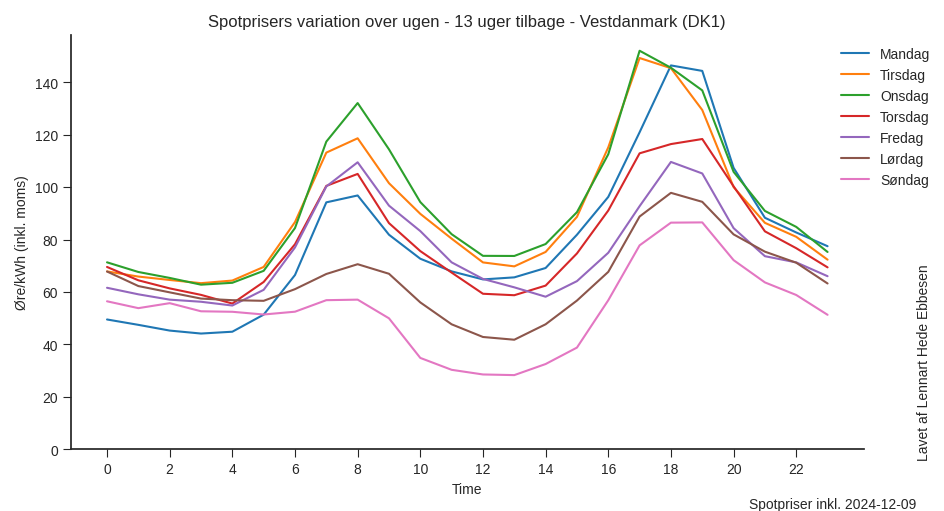 Spotprisers variation over ugen - 13 uger tilbage - Vestdanmark (DK1)
Mandag
Tirsdag
Onsdag
Torsdag
Fredag
Lørdag
Søndag
Øre/kWh (inkl. moms)
140
120
100
80
60
40
20
0
0 2 4 6 8 10 12 14 16 18 20 22
Time
Lavet af Lennart Hede Ebbesen
Spotpriser inkl. 2024-12-09